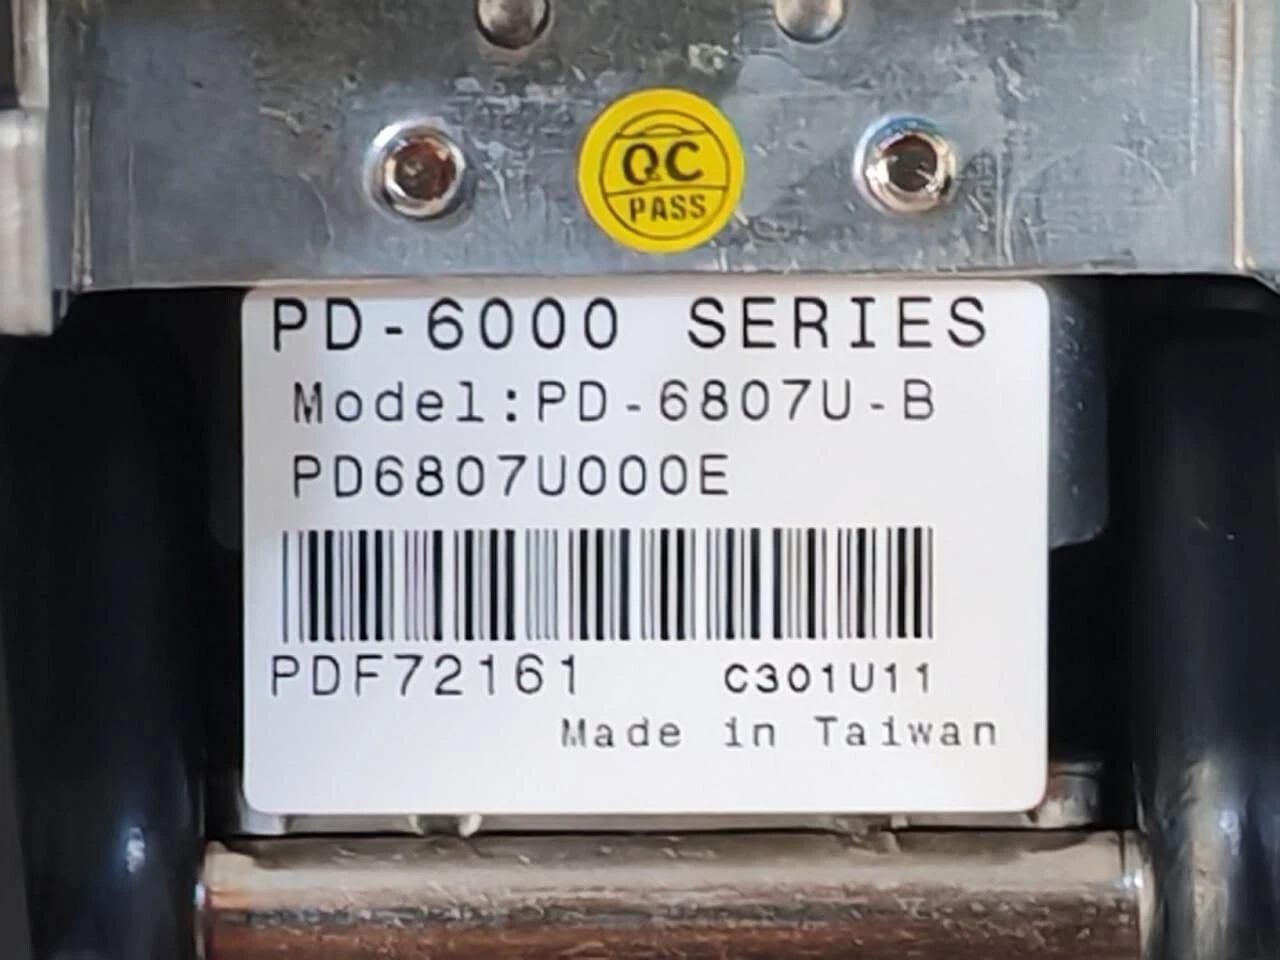 QC
PASS
PD-6000 SERIES
Model:PD-6807U-B
PD6807U000E
PDF72161 C301U11
Made in Taiwan